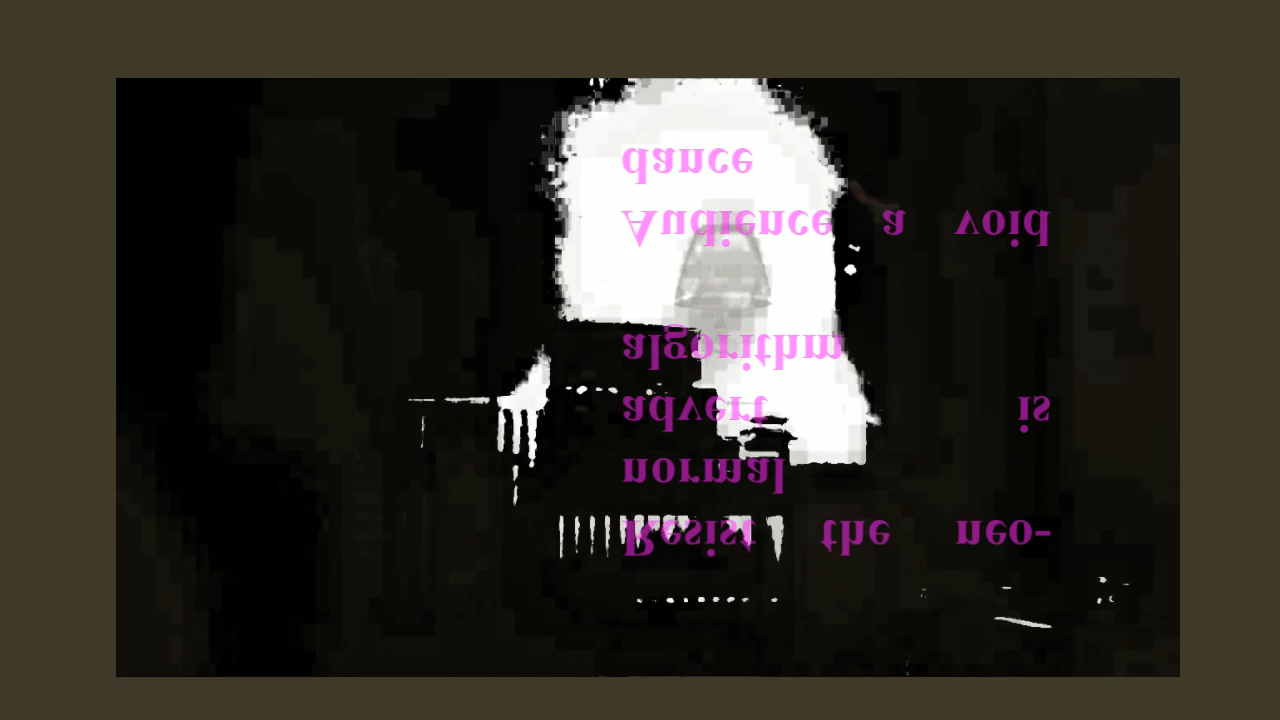 Resist the neo-
normal
advert is
algorithm
Audience a void
dance